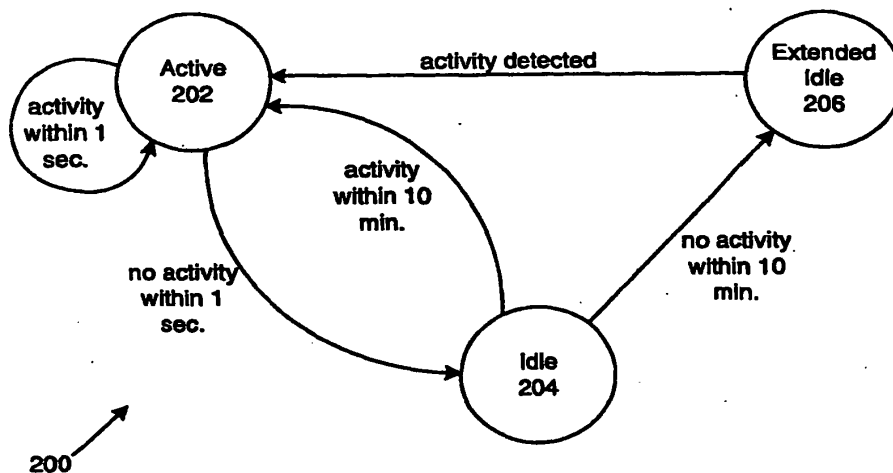 Active
202
activity
within 1
sec.
activity detected
Extended
Idle
206
activity
within 10
min.
no activity
within 1
sec.
no activity
within 10
min.
Idle
204
200